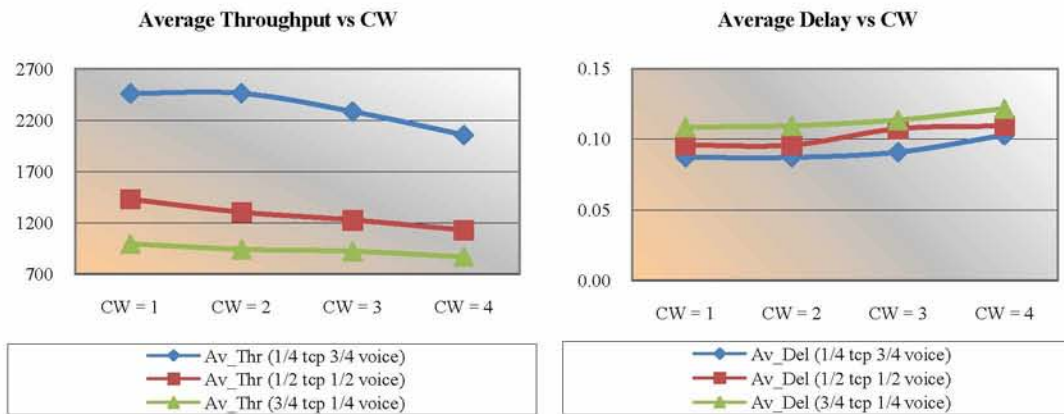 Average Throughput vs CW
2700
2200
1700
1200
700
CW = 1 CW = 2 CW = 3 CW = 4
Av_Thr (1/4 tcp 3/4 voice)
Av_Thr (1/2 tcp 1/2 voice)
Av_Thr (3/4 tcp 1/4 voice)
Average Delay vs CW
0.15
0.10
0.05
0.00
CW = 1 CW = 2 CW = 3 CW = 4
Av_Del (1/4 tcp 3/4 voice)
Av_Del (1/2 tcp 1/2 voice)
Av_Del (3/4 tcp 1/4 voice)